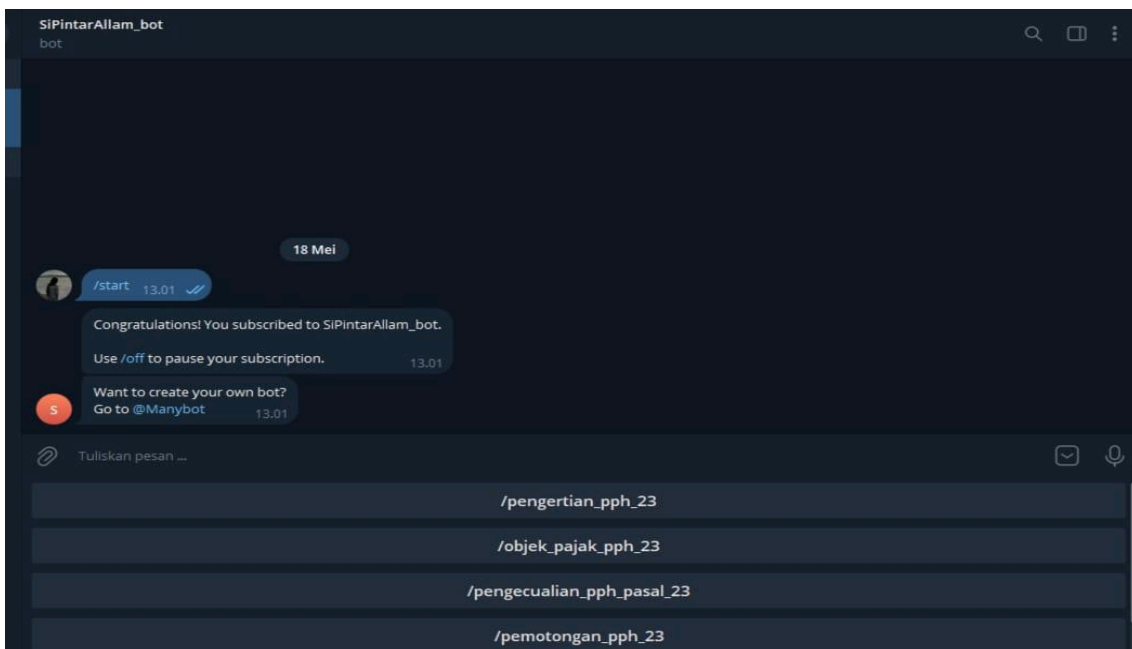 SiPintarAllam_bot
bot
18 Mei
/start 13.01
Congratulations! You subscribed to SiPintarAllam_bot.
Use /off to pause your subscription. 13.01
Want to create your own bot?
S
Go to @Manybot 13.01
Tuliskan pesan ...
/pengertian_pph_23
/objek_pajak_pph_23
/pengecualian_pph_pasal_23
/pemotongan_pph_23